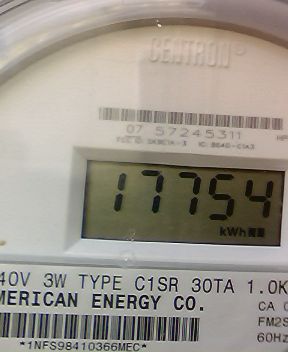 CENTRON®
07 57245311
17754
kWh
40V 3W TYPE C1SR 30TA 1.0K
MERICAN ENERGY CO.
CA 0
FM2S
60Hz
*1NFS98410366MEC*